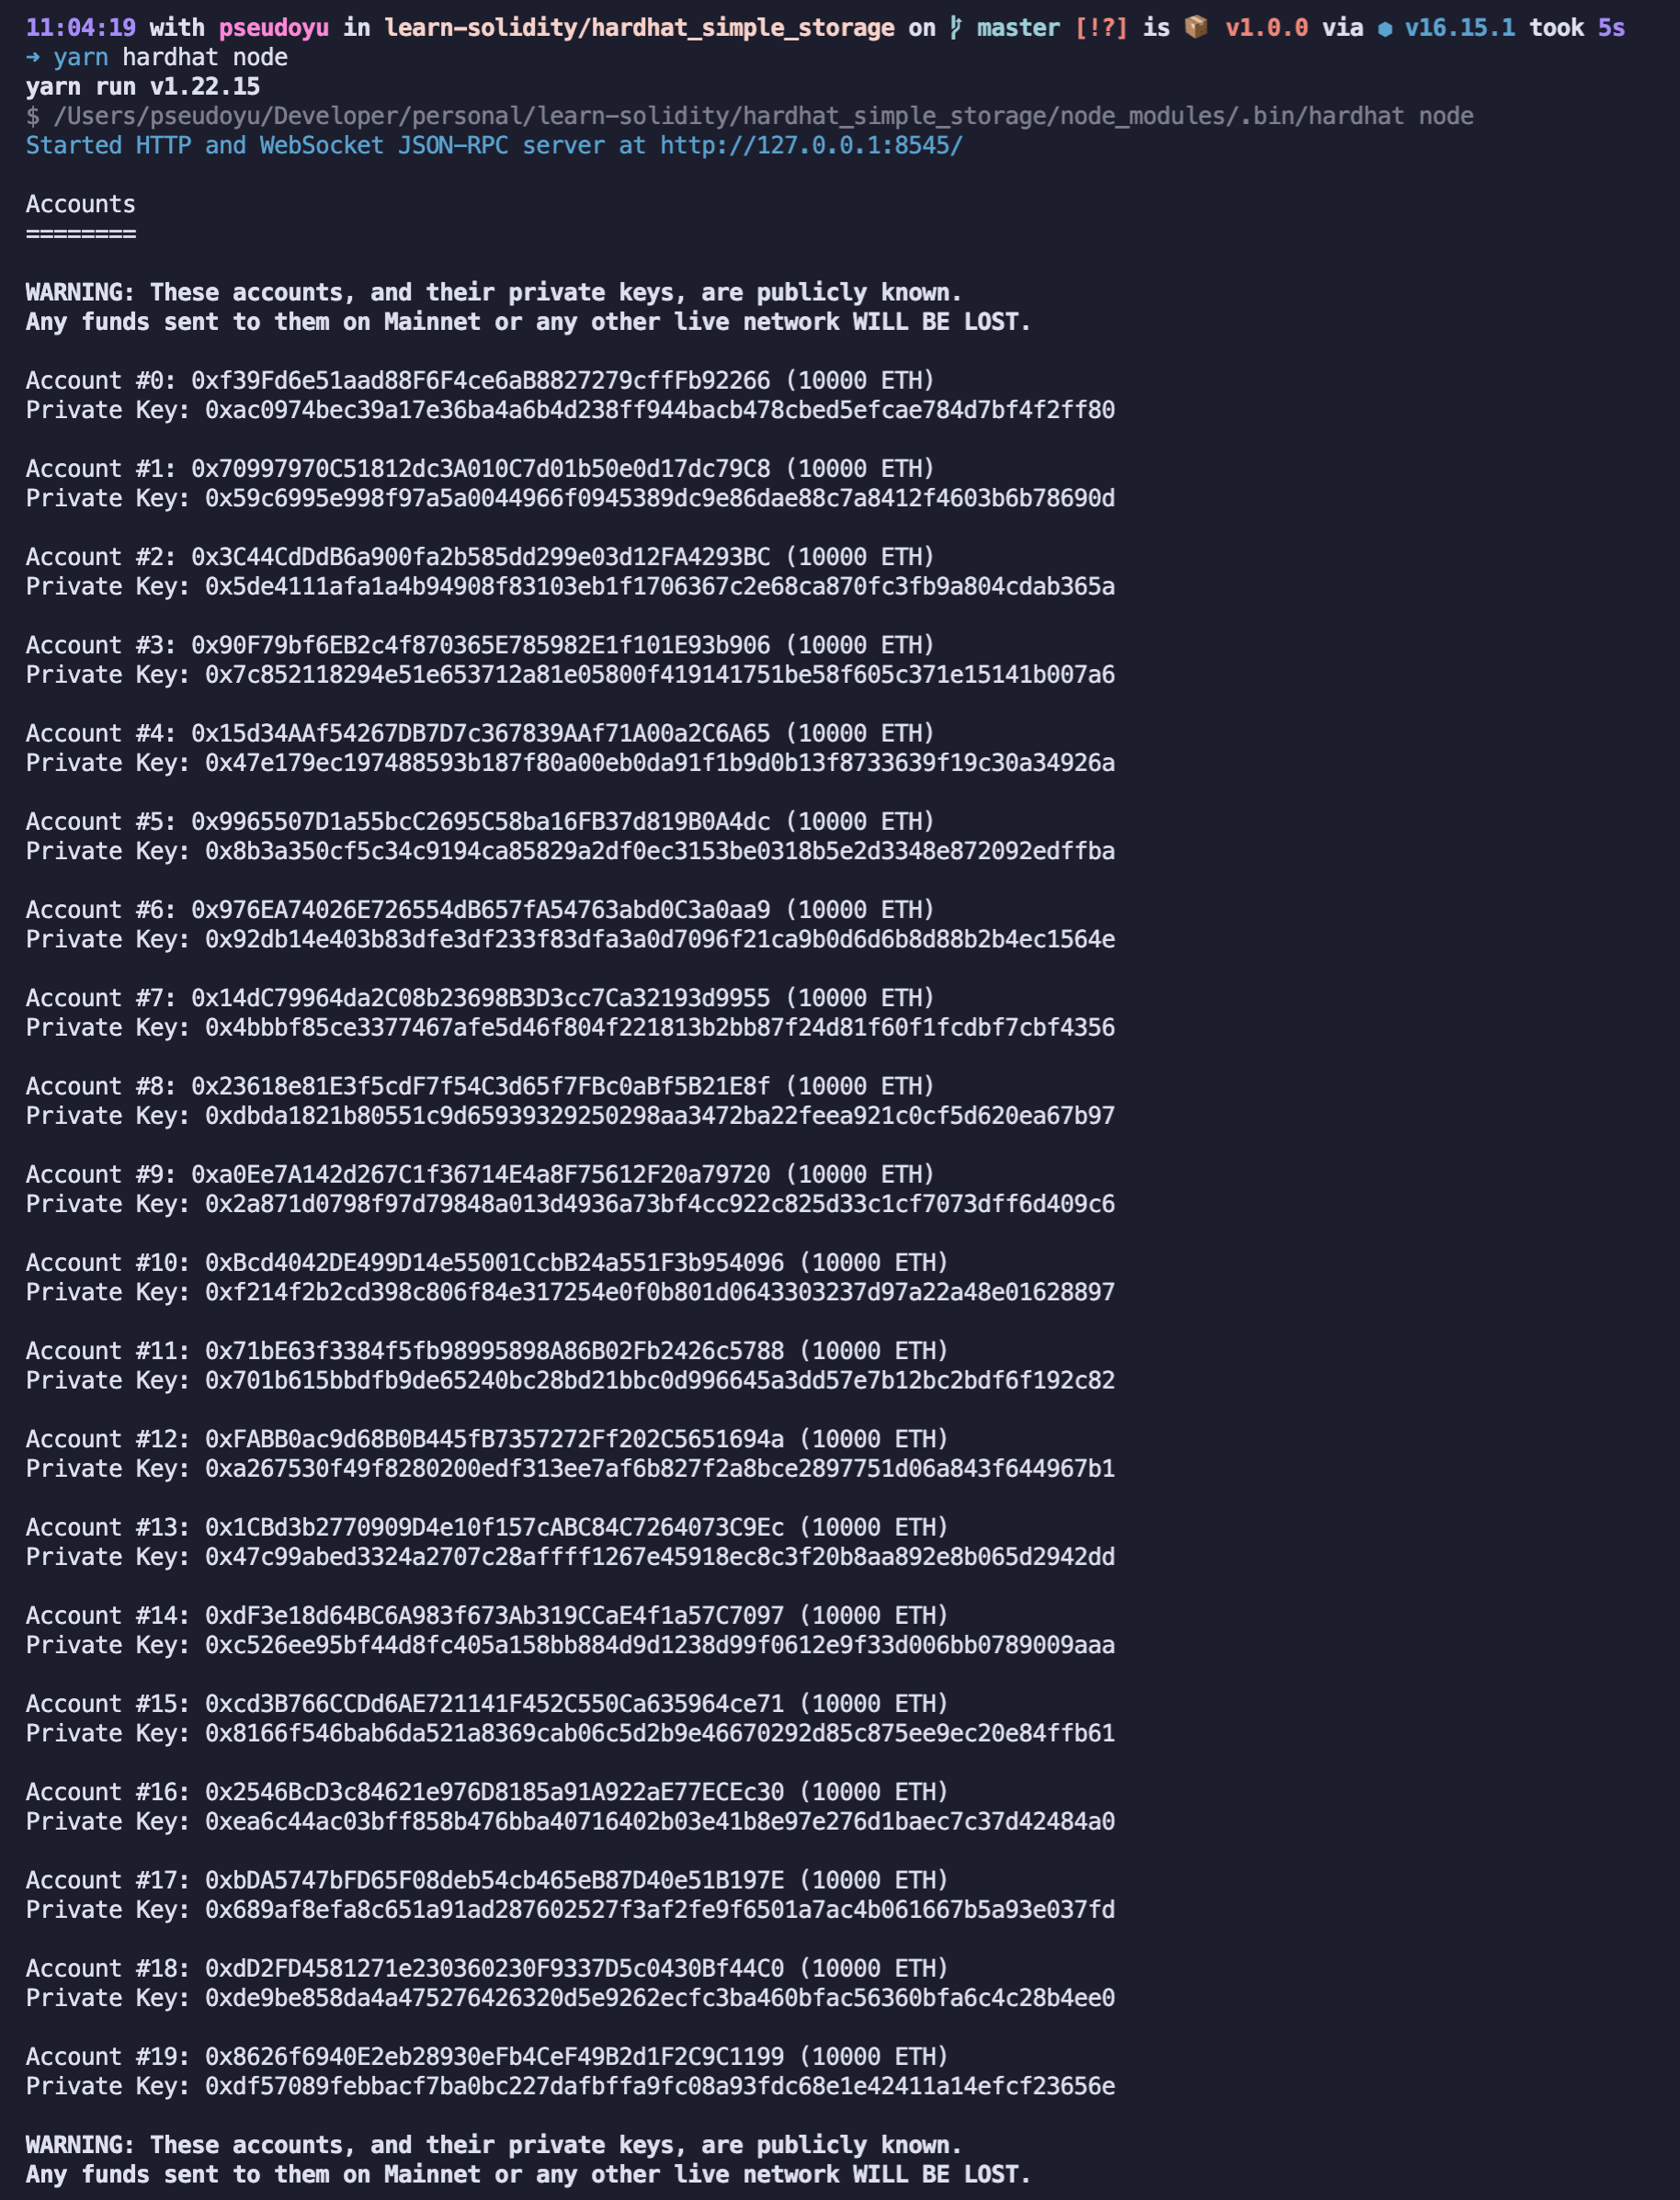 11:04:19 with pseudoyu in learn-solidity/hardhat_simple_storage on master [!?] is 📦 v1.0.0 via ⬢ v16.15.1 took 5s
➜ yarn hardhat node
yarn run v1.22.15
$ /Users/pseudoyu/Developer/personal/learn-solidity/hardhat_simple_storage/node_modules/.bin/hardhat node
Started HTTP and WebSocket JSON-RPC server at http://127.0.0.1:8545/
Accounts
========
WARNING: These accounts, and their private keys, are publicly known.
Any funds sent to them on Mainnet or any other live network WILL BE LOST.
Account #0: 0xf39Fd6e51aad88F6F4ce6aB8827279cffFb92266 (10000 ETH)
Private Key: 0xac0974bec39a17e36ba4a6b4d238ff944bacb478cbed5efcae784d7bf4f2ff80
Account #1: 0x70997970C51812dc3A010C7d01b50e0d17dc79C8 (10000 ETH)
Private Key: 0x59c6995e998f97a5a0044966f0945389dc9e86dae88c7a8412f4603b6b78690d
Account #2: 0x3C44CdDdB6a900fa2b585dd299e03d12FA4293BC (10000 ETH)
Private Key: 0x5de4111afa1a4b94908f83103eb1f1706367c2e68ca870fc3fb9a804cdab365a
Account #3: 0x90F79bf6EB2c4f870365E785982E1f101E93b906 (10000 ETH)
Private Key: 0x7c852118294e51e653712a81e05800f419141751be58f605c371e15141b007a6
Account #4: 0x15d34AAf54267DB7D7c367839AAf71A00a2C6A65 (10000 ETH)
Private Key: 0x47e179ec197488593b187f80a00eb0da91f1b9d0b13f8733639f19c30a34926a
Account #5: 0x9965507D1a55bcC2695C58ba16FB37d819B0A4dc (10000 ETH)
Private Key: 0x8b3a350cf5c34c9194ca85829a2df0ec3153be0318b5e2d3348e872092edffba
Account #6: 0x976EA74026E726554dB657fA54763abd0C3a0aa9 (10000 ETH)
Private Key: 0x92db14e403b83dfe3df233f83dfa3a0d7096f21ca9b0d6d6b8d88b2b4ec1564e
Account #7: 0x14dC79964da2C08b23698B3D3cc7Ca32193d9955 (10000 ETH)
Private Key: 0x4bbbf85ce3377467afe5d46f804f221813b2bb87f24d81f60f1fcdbf7cbf4356
Account #8: 0x23618e81E3f5cdF7f54C3d65f7FBc0aBf5B21E8f (10000 ETH)
Private Key: 0xdbda1821b80551c9d65939329250298aa3472ba22feea921c0cf5d620ea67b97
Account #9: 0xa0Ee7A142d267C1f36714E4a8F75612F20a79720 (10000 ETH)
Private Key: 0x2a871d0798f97d79848a013d4936a73bf4cc922c825d33c1cf7073dff6d409c6
Account #10: 0xBcd4042DE499D14e55001CcbB24a551F3b954096 (10000 ETH)
Private Key: 0xf214f2b2cd398c806f84e317254e0f0b801d0643303237d97a22a48e01628897
Account #11: 0x71bE63f3384f5fb98995898A86B02Fb2426c5788 (10000 ETH)
Private Key: 0x701b615bbdfb9de65240bc28bd21bbc0d996645a3dd57e7b12bc2bdf6f192c82
Account #12: 0xFABB0ac9d68B0B445fB7357272Ff202C5651694a (10000 ETH)
Private Key: 0xa267530f49f8280200edf313ee7af6b827f2a8bce2897751d06a843f644967b1
Account #13: 0x1CBd3b2770909D4e10f157cABC84C7264073C9Ec (10000 ETH)
Private Key: 0x47c99abed3324a2707c28affff1267e45918ec8c3f20b8aa892e8b065d2942dd
Account #14: 0xdF3e18d64BC6A983f673Ab319CCaE4f1a57C7097 (10000 ETH)
Private Key: 0xc526ee95bf44d8fc405a158bb884d9d1238d99f0612e9f33d006bb0789009aaa
Account #15: 0xcd3B766CCDd6AE721141F452C550Ca635964ce71 (10000 ETH)
Private Key: 0x8166f546bab6da521a8369cab06c5d2b9e46670292d85c875ee9ec20e84ffb61
Account #16: 0x2546BcD3c84621e976D8185a91A922aE77ECEc30 (10000 ETH)
Private Key: 0xea6c44ac03bff858b476bba40716402b03e41b8e97e276d1baec7c37d42484a0
Account #17: 0xbDA5747bFD65F08deb54cb465eB87D40e51B197E (10000 ETH)
Private Key: 0x689af8efa8c651a91ad287602527f3af2fe9f6501a7ac4b061667b5a93e037fd
Account #18: 0xdD2FD4581271e230360230F9337D5c0430Bf44C0 (10000 ETH)
Private Key: 0xde9be858da4a475276426320d5e9262ecfc3ba460bfac56360bfa6c4c28b4ee0
Account #19: 0x8626f6940E2eb28930eFb4CeF49B2d1F2C9C1199 (10000 ETH)
Private Key: 0xdf57089febbacf7ba0bc227dafbffa9fc08a93fdc68e1e42411a14efcf23656e
WARNING: These accounts, and their private keys, are publicly known.
Any funds sent to them on Mainnet or any other live network WILL BE LOST.